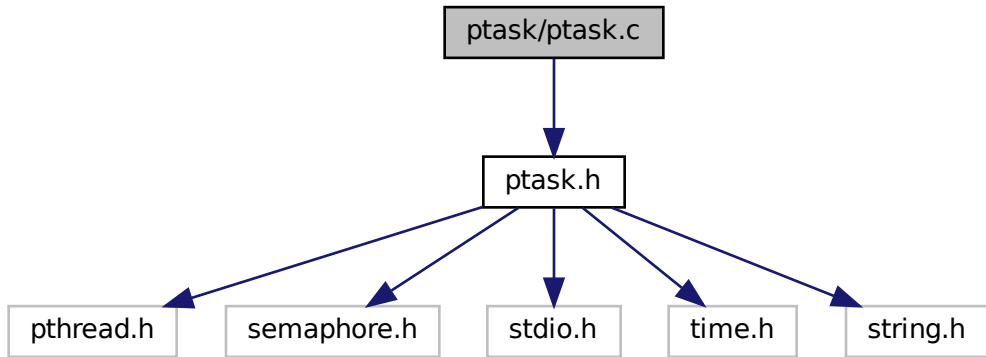 ptask/ptask.c
ptask.h
pthread.h
semaphore.h
stdio.h
time.h
string.h